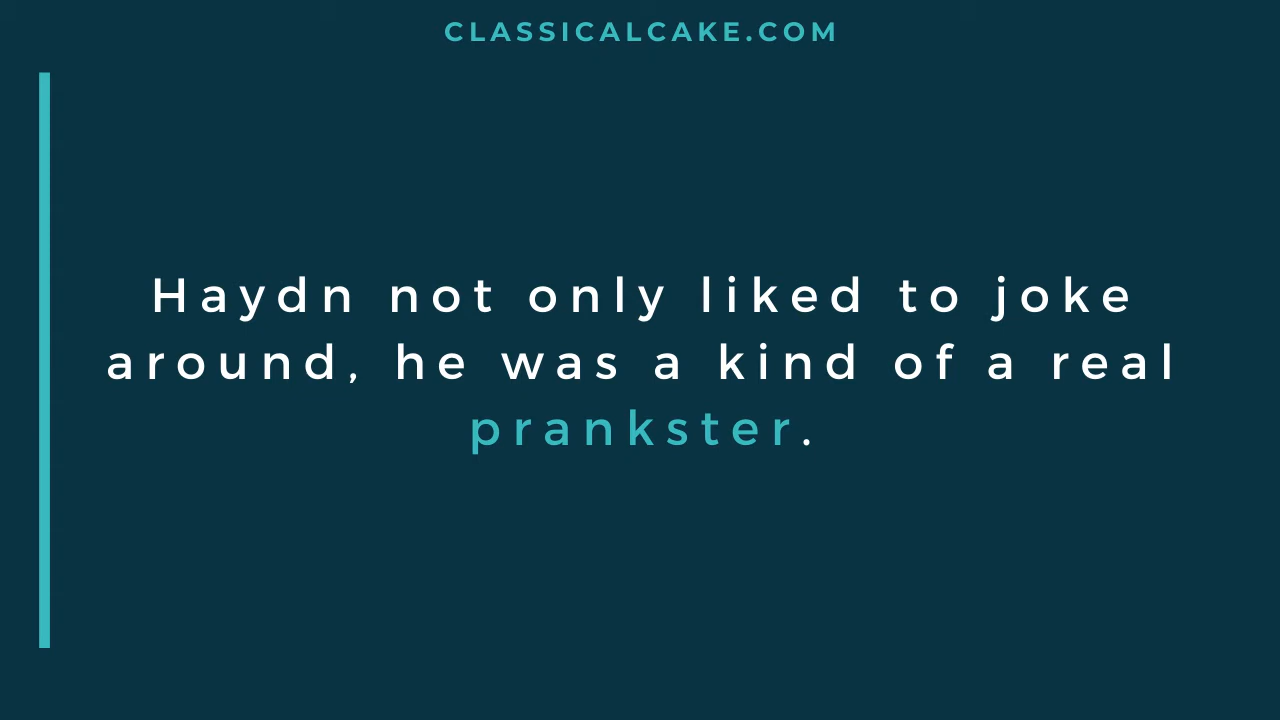 CLASSICALCAKE.COM
Haydn not only liked to joke
around, he was a kind of a real
prankster.